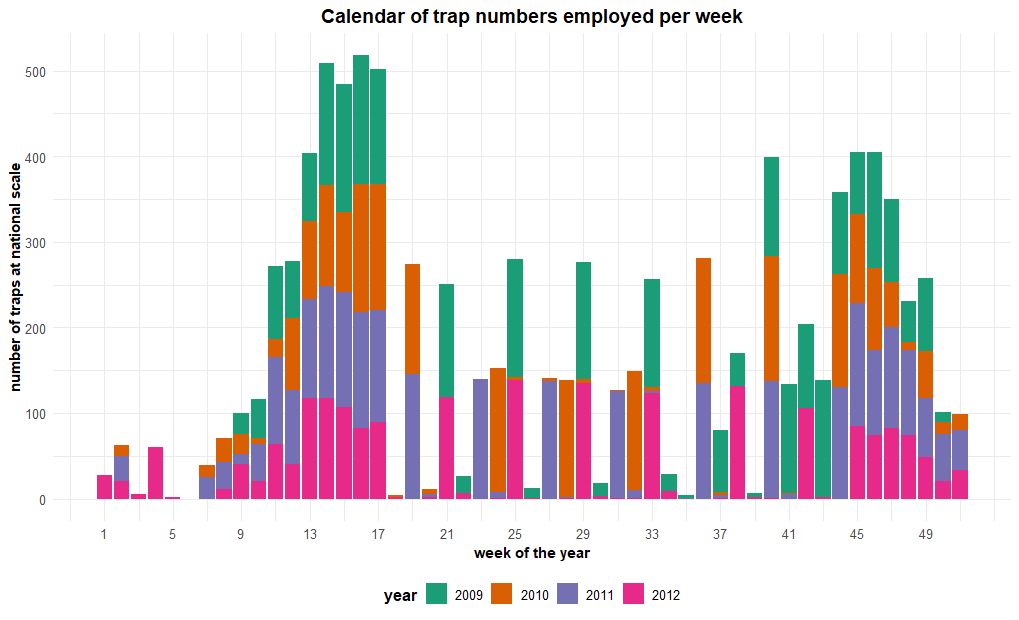 Calendar of trap numbers employed per week
number of traps at national scale
500
400
300
200
100
0
1 5 9 13 17 21 25 29 33 37 41 45 49
week of the year
year 2009 2010 2011 2012